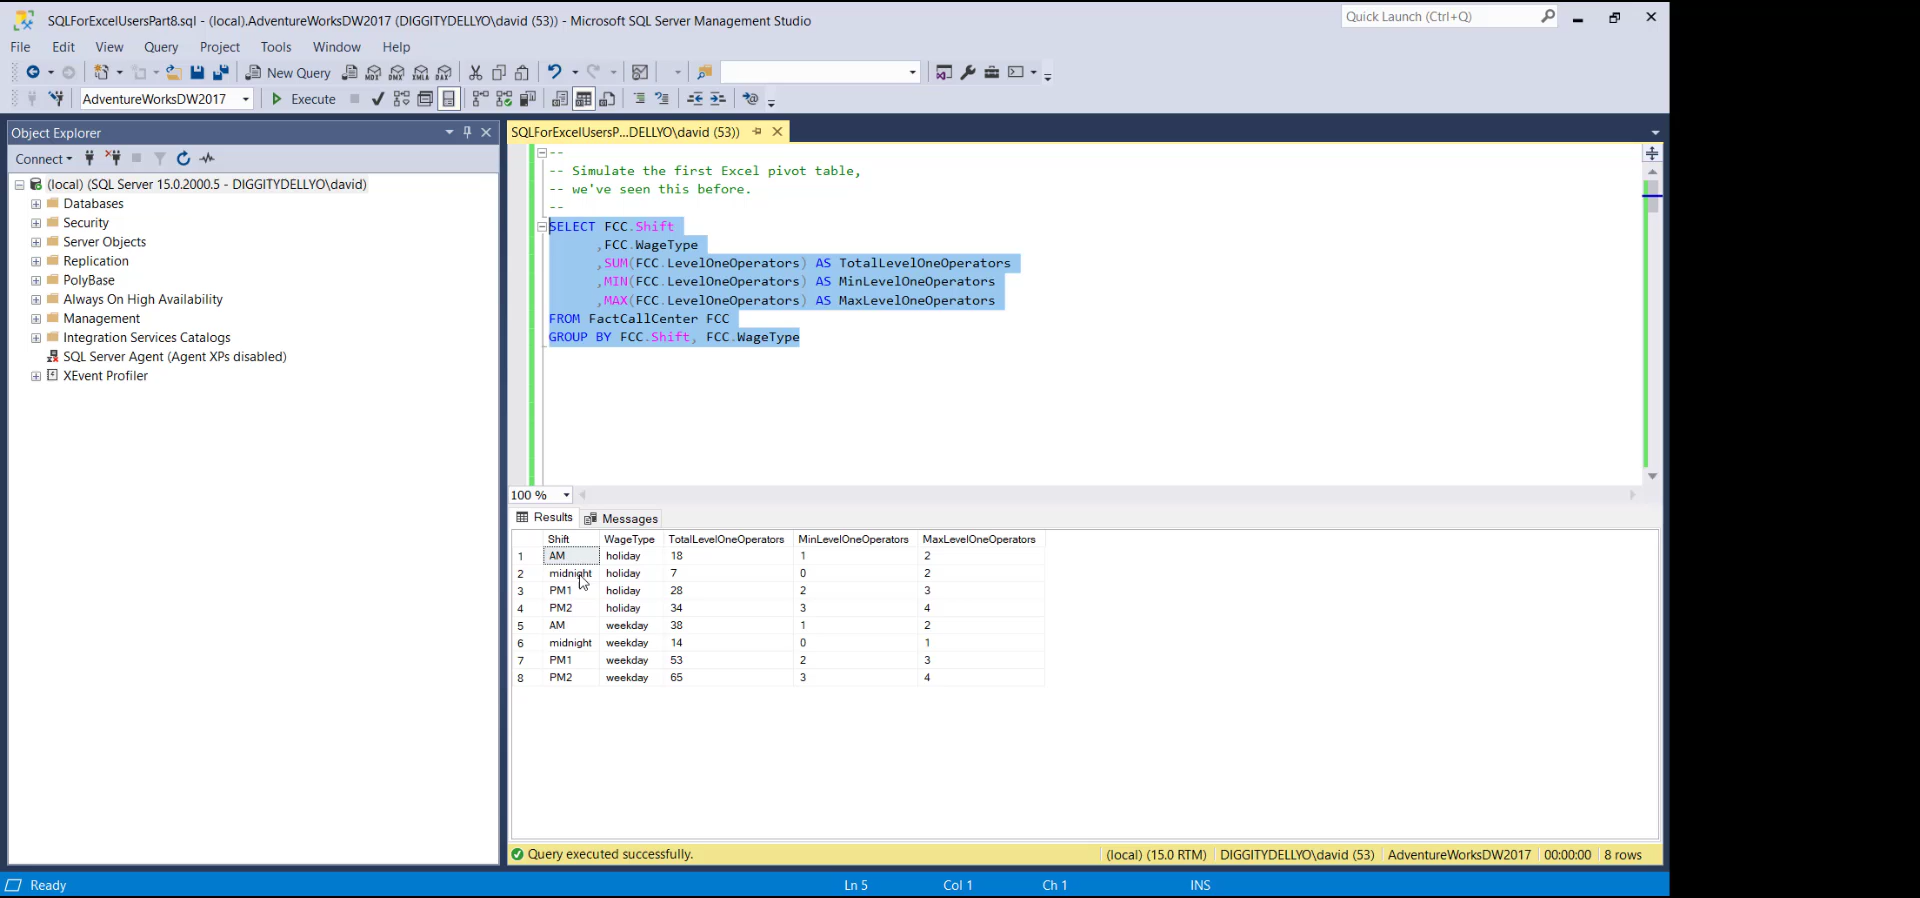 SQLForExcelUsersPart8.sql - (local).AdventureWorksDW2017 (DIGGITYDELLYO\david (53)) - Microsoft SQL Server Management Studio
Quick Launch (Ctrl+Q)
File Edit View Query Project Tools Window Help
New Query
AdventureWorksDW2017 Execute
Object Explorer
Connect
(local) (SQL Server 15.0.2000.5 - DIGGITYDELLYO\david)
Databases
Security
Server Objects
Replication
PolyBase
Always On High Availability
Management
Integration Services Catalogs
SQL Server Agent (Agent XPs disabled)
XEvent Profiler
SQLForExcelUsersP...DELLYO\david (53))
--
-- Simulate the first Excel pivot table,
-- we've seen this before.
--
SELECT FCC.Shift
,FCC.WageType
,SUM(FCC.LevelOneOperators) AS TotalLevelOneOperators
,MIN(FCC.LevelOneOperators) AS MinLevelOneOperators
,MAX(FCC.LevelOneOperators) AS MaxLevelOneOperators
FROM FactCallCenter FCC
GROUP BY FCC.Shift, FCC.WageType
100 %
Results Messages
Shift WageType TotalLevelOneOperators MinLevelOneOperators MaxLevelOneOperators
1 AM holiday 18 1 2
2 midnight holiday 7 0 2
3 PM1 holiday 28 2 3
4 PM2 holiday 34 3 4
5 AM weekday 38 1 2
6 midnight weekday 14 0 1
7 PM1 weekday 53 2 3
8 PM2 weekday 65 3 4
Query executed successfully. (local) (15.0 RTM) DIGGITYDELLYO\david (53) AdventureWorksDW2017 00:00:00 8 rows
Ready Ln 5 Col 1 Ch 1 INS